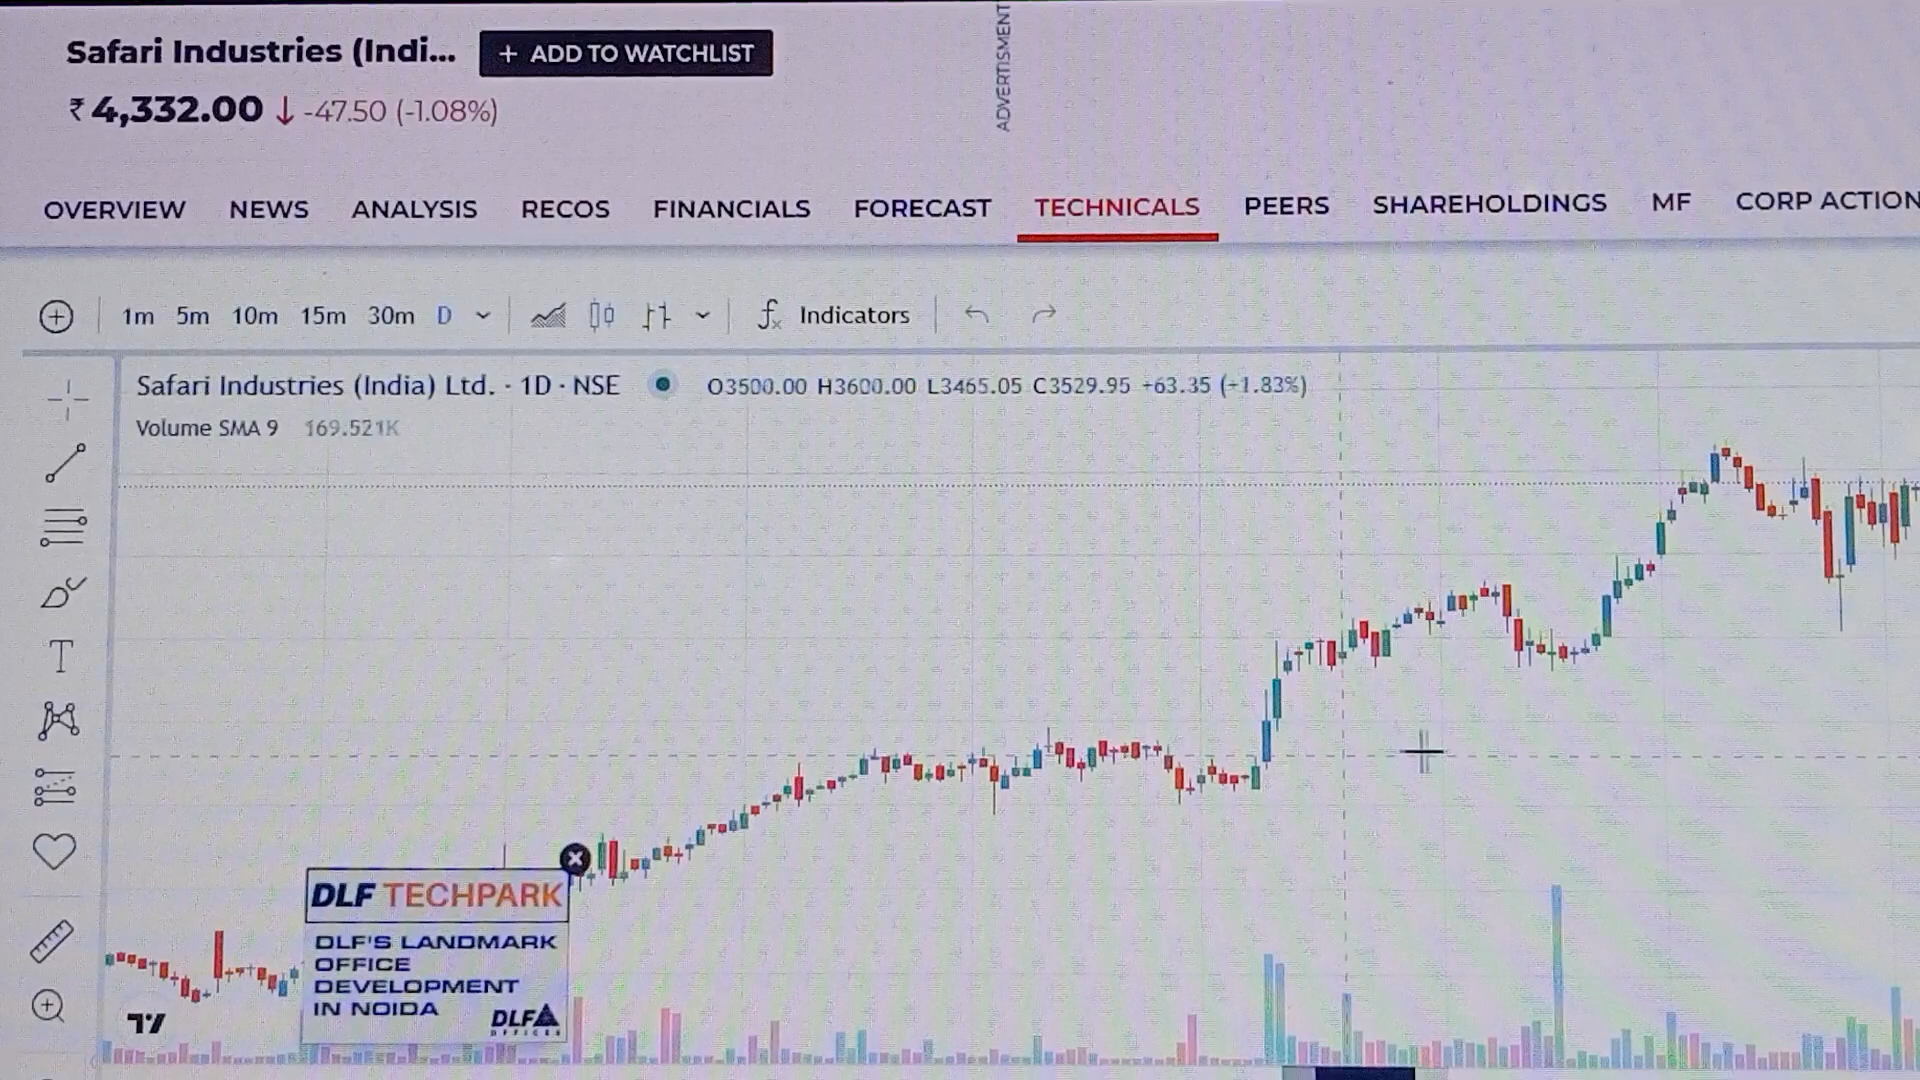 ADVERTISMENT
Safari Industries (Indi...
+ ADD TO WATCHLIST
₹ 4,332.00 ↓ -47.50 (-1.08%)
OVERVIEW NEWS ANALYSIS RECOS FINANCIALS FORECAST TECHNICALS PEERS SHAREHOLDINGS MF CORP ACTION
1m 5m 10m 15m 30m D Indicators
Safari Industries (India) Ltd. · 1D · NSE O3500.00 H3600.00 L3465.05 C3529.95 +63.35 (+1.83%)
Volume SMA 9 169.521K
DLF TECHPARK
DLF'S LANDMARK
OFFICE
DEVELOPMENT
IN NOIDA
DLF
OFFICES